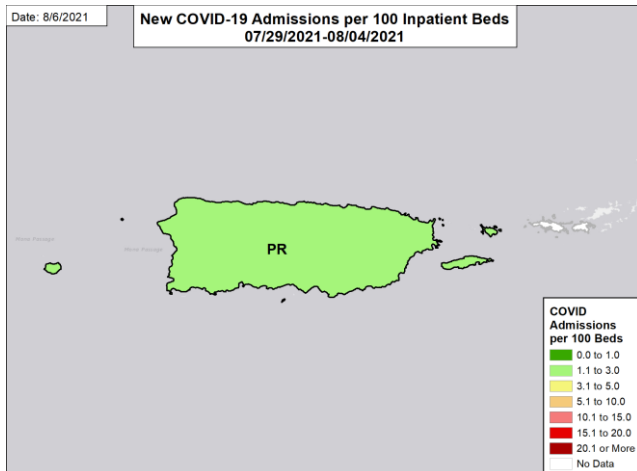 Date: 8/6/2021
New COVID-19 Admissions per 100 Inpatient Beds
07/29/2021-08/04/2021
PR
COVID
Admissions
per 100 Beds
0.0 to 1.0
1.1 to 3.0
3.1 to 5.0
5.1 to 10.0
10.1 to 15.0
15.1 to 20.0
20.1 or More
No Data